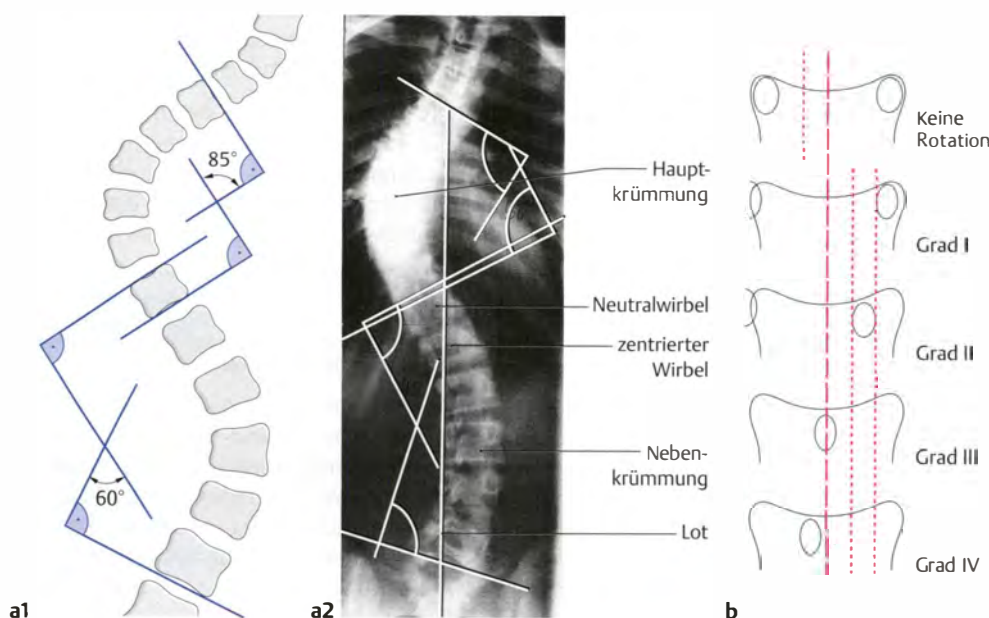 85°
60°
a1
Haupt-
krümmung
Neutralwirbel
zentrierter
Wirbel
Neben-
krümmung
Lot
a2
Keine
Rotation
Grad I
Grad II
Grad III
Grad IV
b